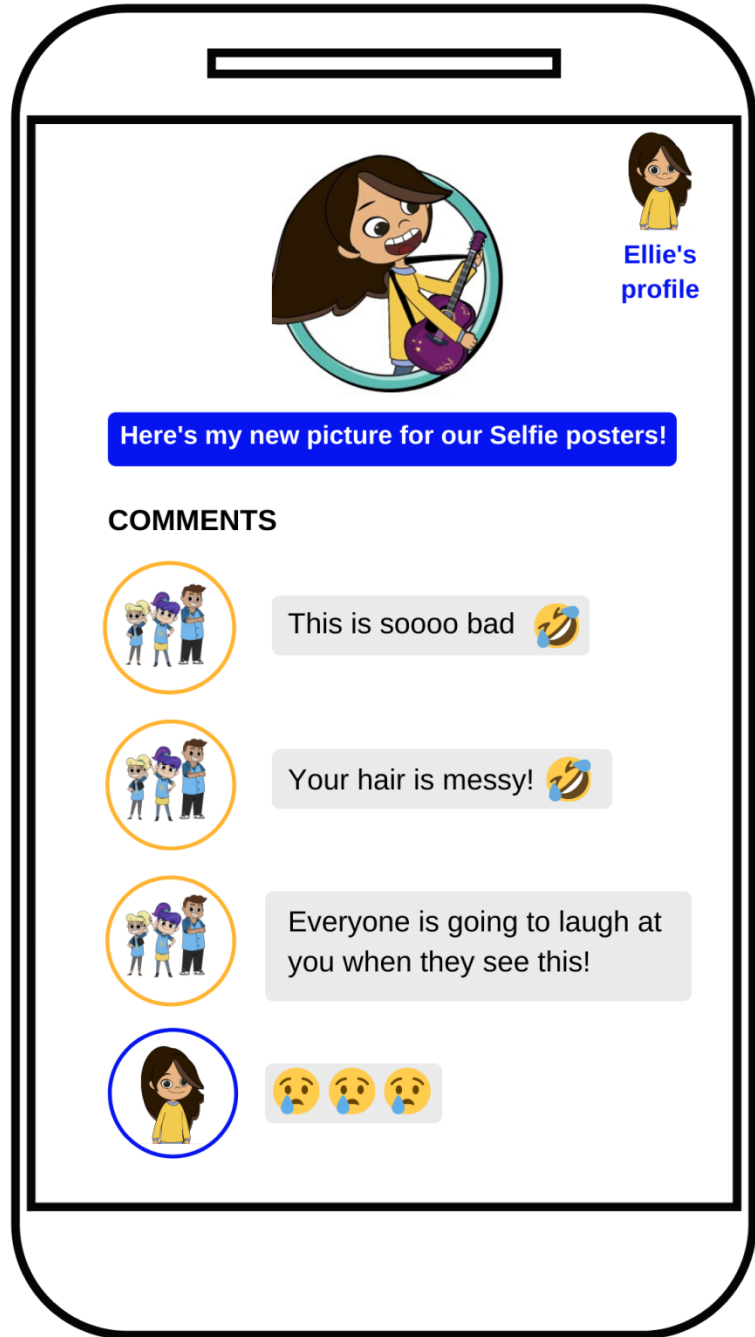 Ellie's
profile
Here's my new picture for our Selfie posters!
COMMENTS
This is soooo bad 🤣
Your hair is messy! 🤣
Everyone is going to laugh at
you when they see this!
😢😢😢